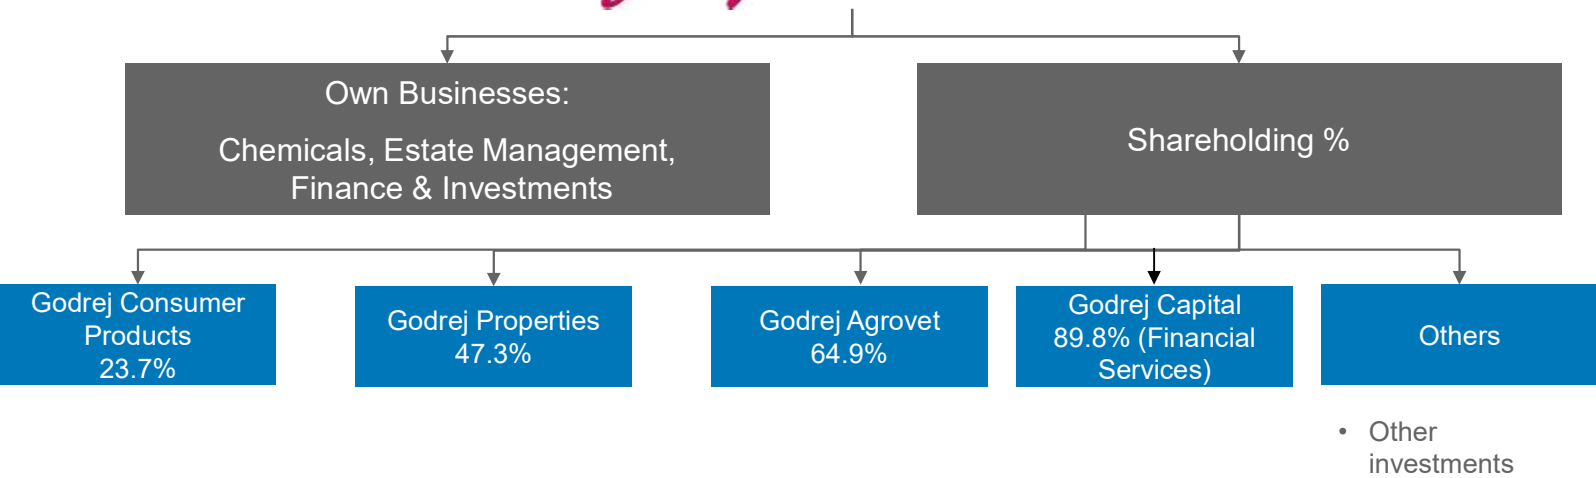 Own Businesses:
Chemicals, Estate Management,
Finance & Investments
Shareholding %
Godrej Consumer
Products
23.7%
Godrej Properties
47.3%
Godrej Agrovet
64.9%
Godrej Capital
89.8% (Financial
Services)
Others
• Other
investments